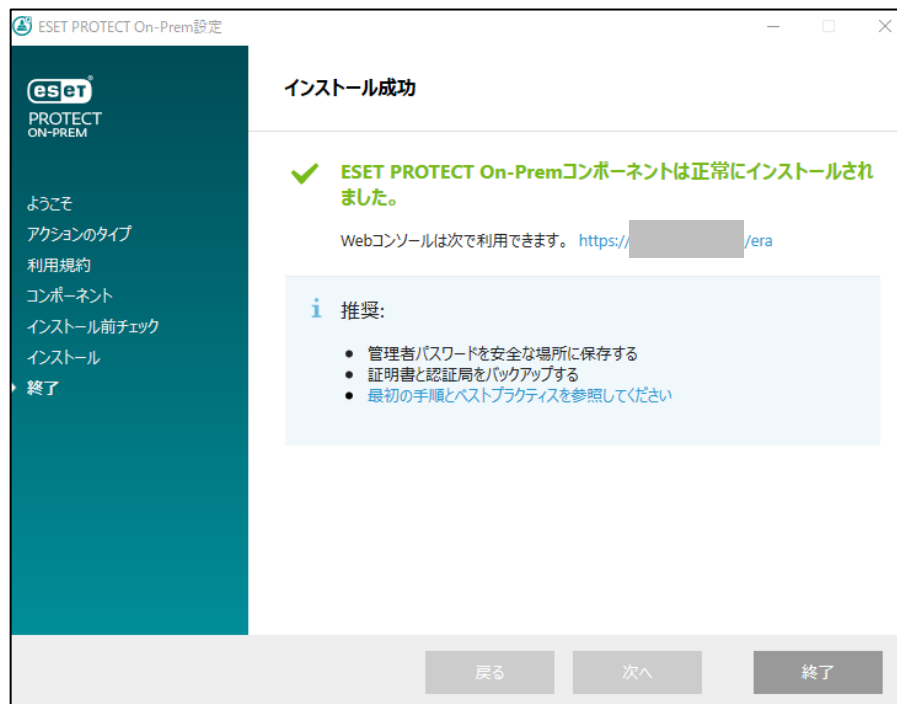 ESET PROTECT On-Prem設定
eset
PROTECT
ON-PREM
ようこそ
アクションのタイプ
利用規約
コンポーネント
インストール前チェック
インストール
終了
インストール成功
ESET PROTECT On-Premコンポーネントは正常にインストールされ
ました。
Webコンソールは次で利用できます。 https:// /era
推奨:
管理者パスワードを安全な場所に保存する
証明書と認証局をバックアップする
最初の手順とベストプラクティスを参照してください
戻る
次へ
終了